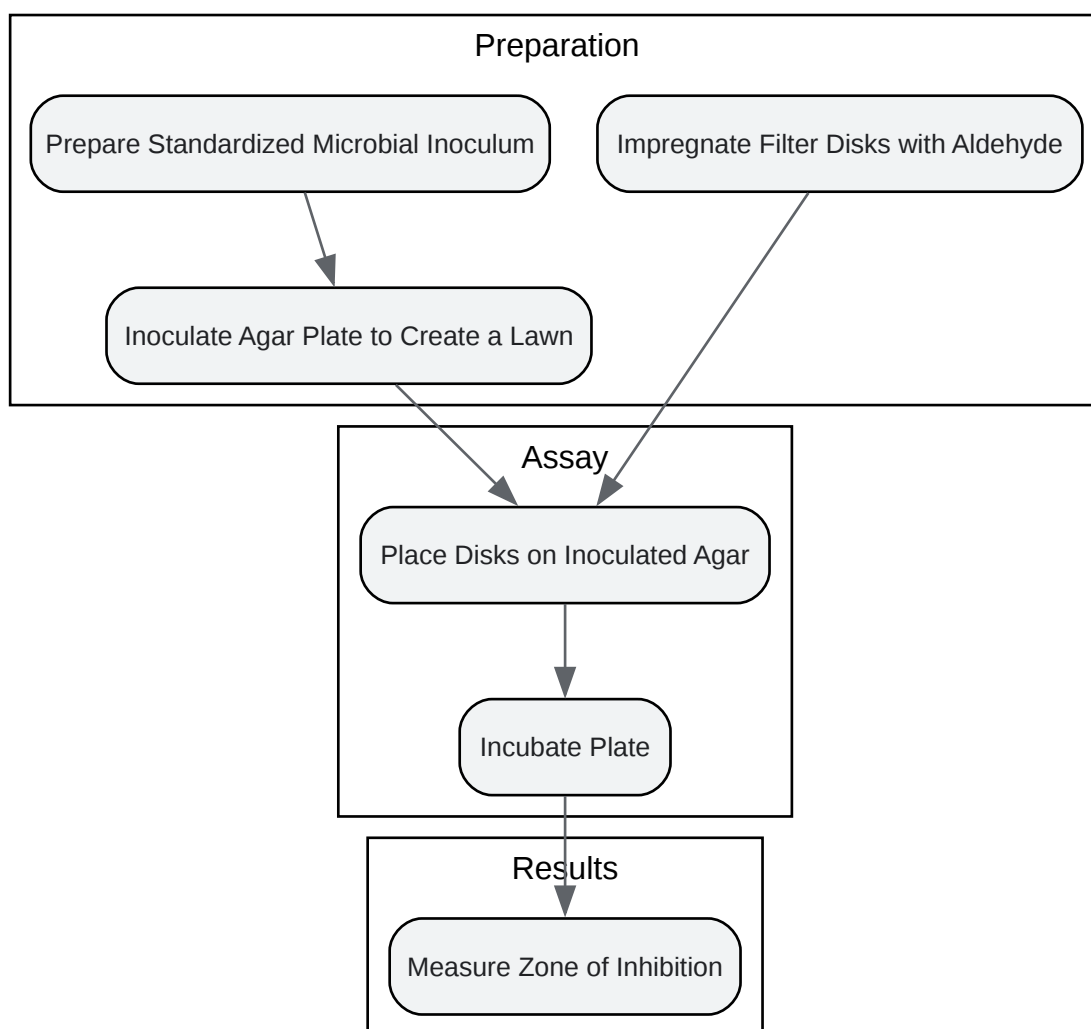 Preparation
Prepare Standardized Microbial Inoculum
Impregnate Filter Disks with Aldehyde
Inoculate Agar Plate to Create a Lawn
Assay
Place Disks on Inoculated Agar
Incubate Plate
Results
Measure Zone of Inhibition